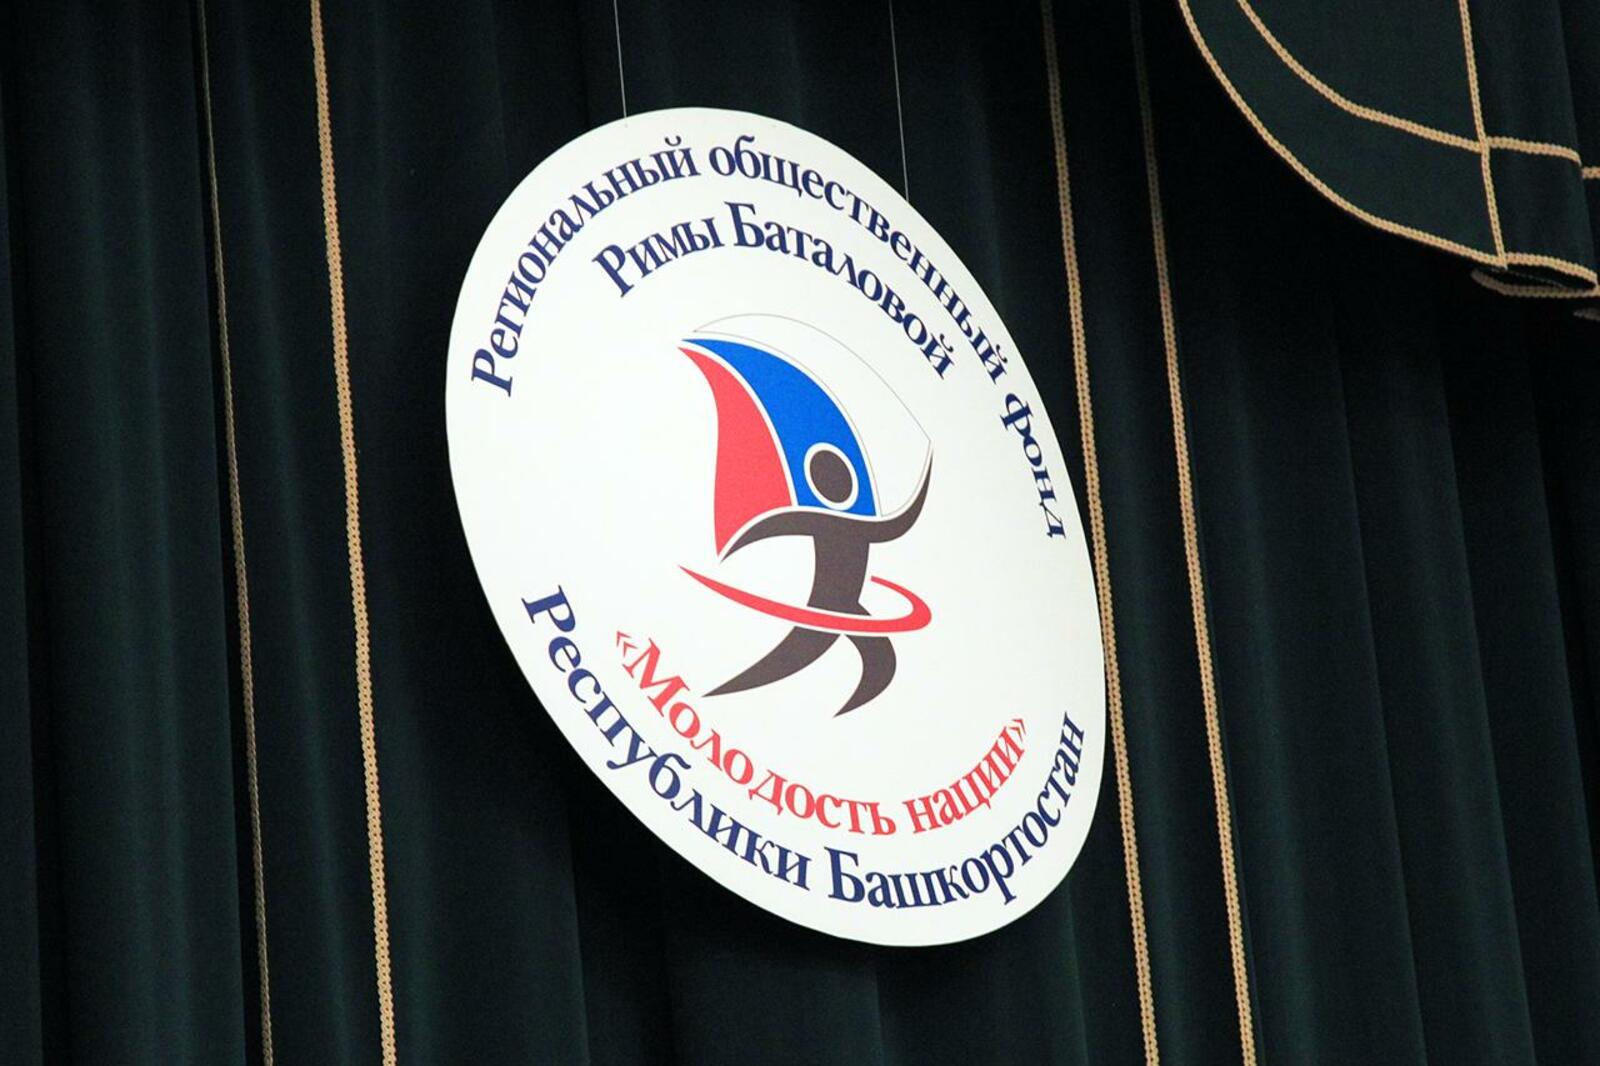 Региональный общественный фонд
Римы Баталовой
«Молодость нации»
Республики Башкортостан